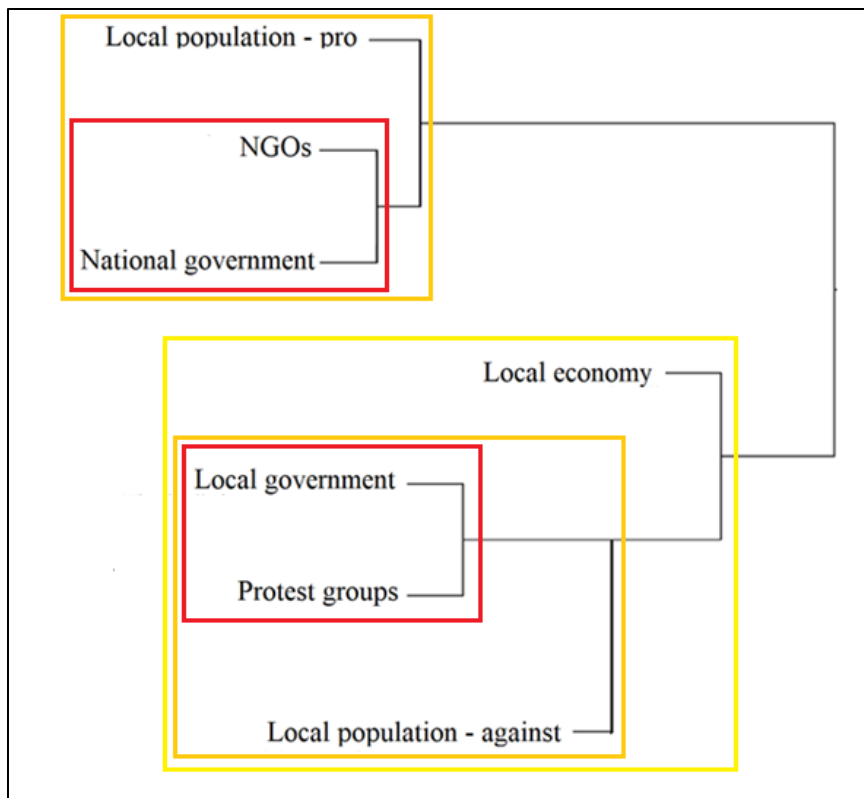 Local population - pro
NGOs
National government
Local economy
Local government
Protest groups
Local population - against